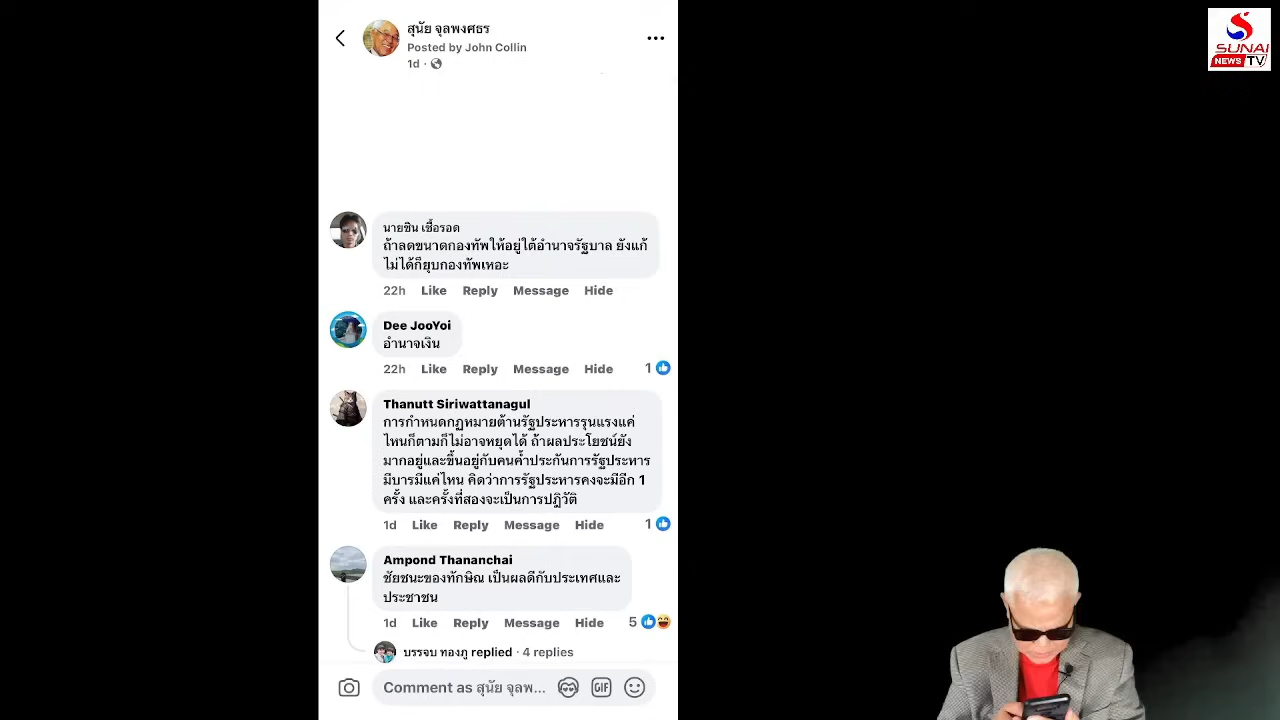 สุนัย จุลพงศธร
Posted by John Collin
1d ·
SUNAI
NEWS TV
นายชิน เชื้อรอด
ถ้าลดขนาดกองทัพให้อยู่ใต้อำนาจรัฐบาล ยังแก้
ไม่ได้ก็ยุบกองทัพเหอะ
22h Like Reply Message Hide
Dee JooYoi
อำนาจเงิน
22h Like Reply Message Hide 1
Thanutt Siriwattanagul
การกำหนดกฏหมายต้านรัฐประหารรุนแรงแค่
ไหนก็ตามก็ไม่อาจหยุดได้ ถ้าผลประโยชน์ยัง
มากอยู่และขึ้นอยู่กับคนค้ำประกันการรัฐประหาร
มีบารมีแค่ไหน คิดว่าการรัฐประหารคงจะมีอีก 1
ครั้ง และครั้งที่สองจะเป็นการปฎิวัติ
1d Like Reply Message Hide 1
Ampond Thananchai
ชัยชนะของทักษิณ เป็นผลดีกับประเทศและ
ประชาชน
1d Like Reply Message Hide 5
บรรจบ ทองภู replied · 4 replies
Comment as สุนัย จุลพ... GIF